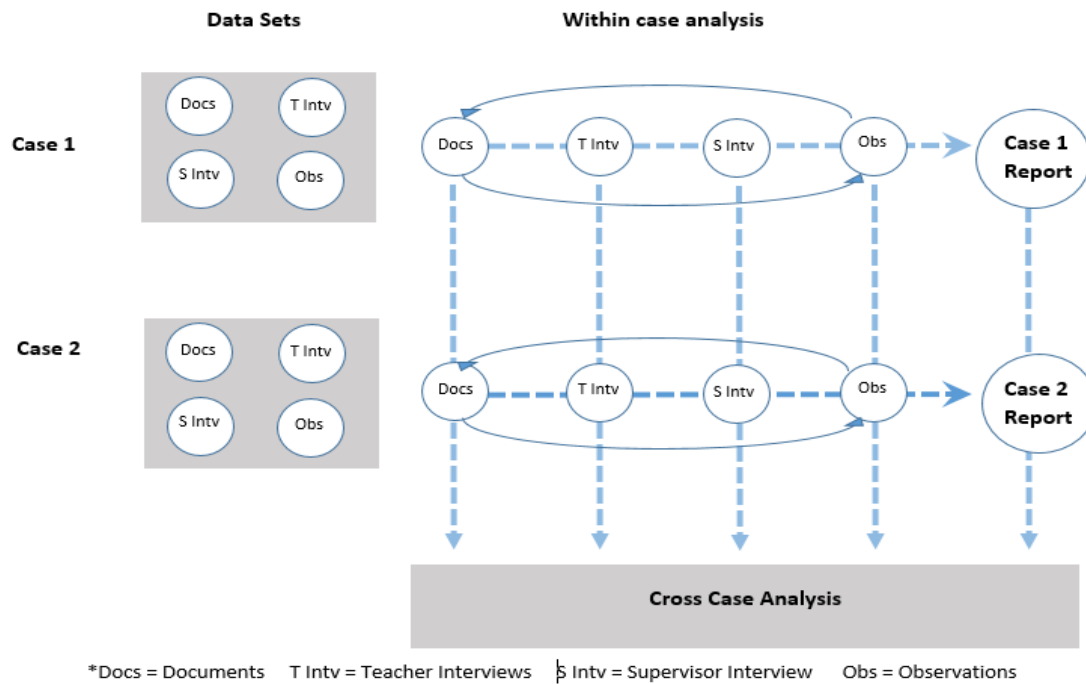 Data Sets
Within case analysis
Case 1
Docs
T Intv
S Intv
Obs
Docs
T Intv
S Intv
Obs
Case 1
Report
Case 2
Docs
T Intv
S Intv
Obs
Docs
T Intv
S Intv
Obs
Case 2
Report
Cross Case Analysis
*Docs = Documents T Intv = Teacher Interviews S Intv = Supervisor Interview Obs = Observations